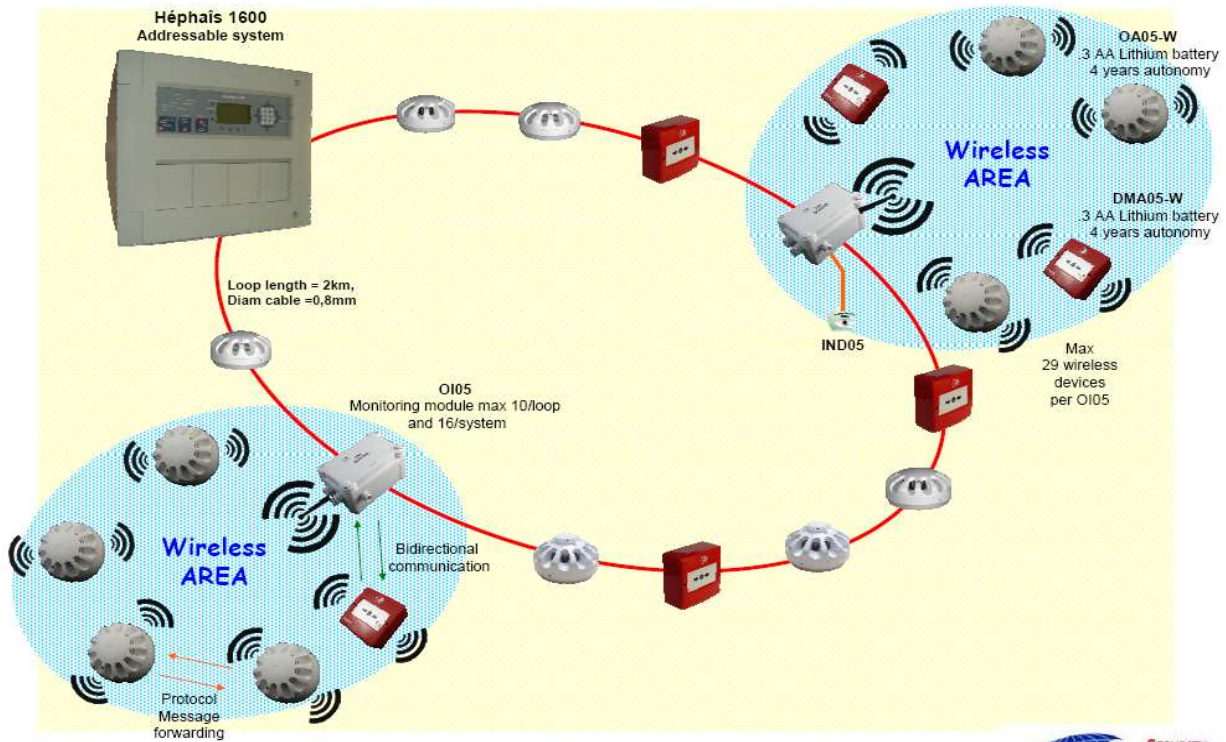 Héphaîs 1600
Addressable system
OA05-W
3 AA Lithium battery
4 years autonomy
Wireless
AREA
DMA05-W
3 AA Lithium battery
4 years autonomy
Loop length = 2km,
Diam cable =0,8mm
IND05
Max
29 wireless
devices
per OI05
OI05
Monitoring module max 10/loop
and 16/system
Wireless
AREA
Bidirectional
communication
Protocol
Message
forwarding